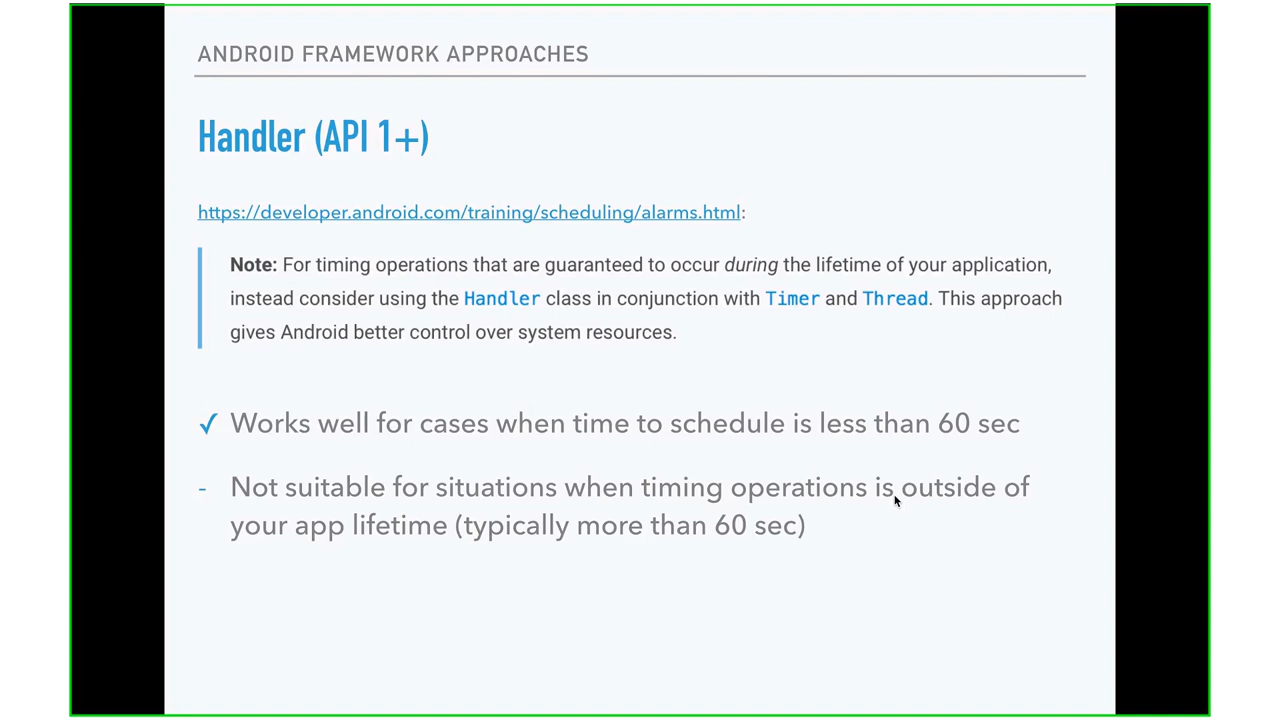 ANDROID FRAMEWORK APPROACHES
Handler (API 1+)
https://developer.android.com/training/scheduling/alarms.html:
Note: For timing operations that are guaranteed to occur during the lifetime of your application,
instead consider using the Handler class in conjunction with Timer and Thread. This approach
gives Android better control over system resources.
✓ Works well for cases when time to schedule is less than 60 sec
- Not suitable for situations when timing operations is outside of
your app lifetime (typically more than 60 sec)